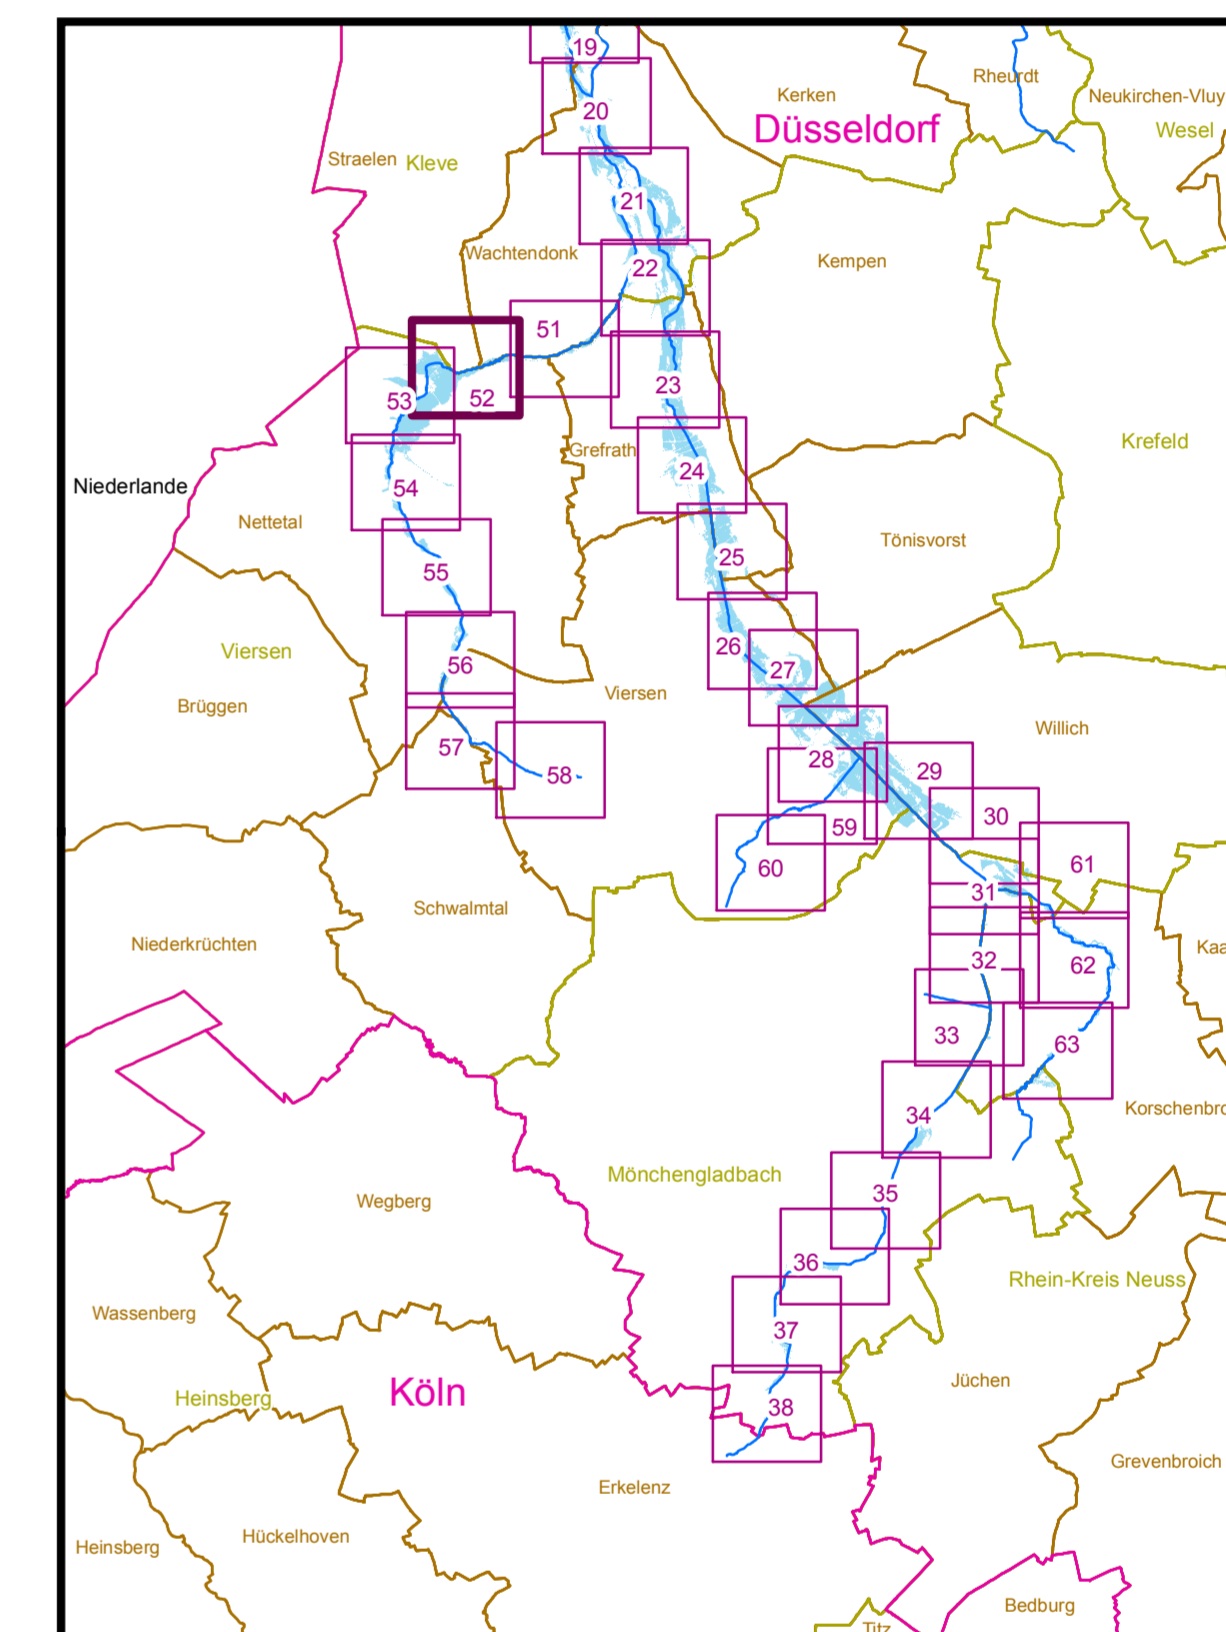 19
Rheurdt
Kerken
Neukirchen-Vluy
20
Düsseldorf
Wesel
Straelen
Kleve
21
Wachtendonk
Kempen
22
51
23
52
53
Krefeld
Grefrath
24
Niederlande
54
Nettetal
Tönisvorst
25
55
26
Viersen
56
27
Viersen
Brüggen
Willich
57
28
29
58
30
59
61
60
31
Schwalmtal
Niederkrüchten
Kaa
32
62
33
63
Korschenbro
34
Mönchengladbach
35
Wegberg
36
Rhein-Kreis Neuss
Wassenberg
37
Jüchen
Köln
Heinsberg
38
Grevenbroich
Erkelenz
Hückelhoven
Heinsberg
Bedburg
Titz